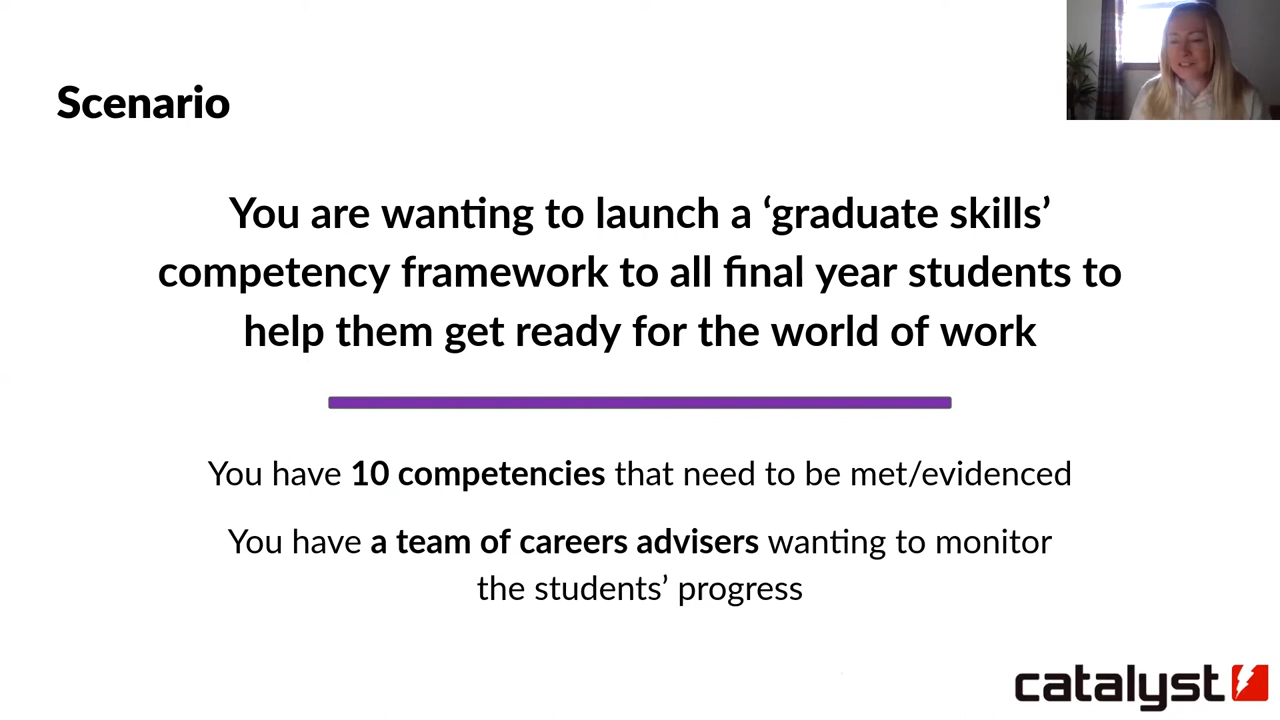 Scenario
You are wanting to launch a ‘graduate skills’
competency framework to all final year students to
help them get ready for the world of work
You have 10 competencies that need to be met/evidenced
You have a team of careers advisers wanting to monitor
the students’ progress
catalyst